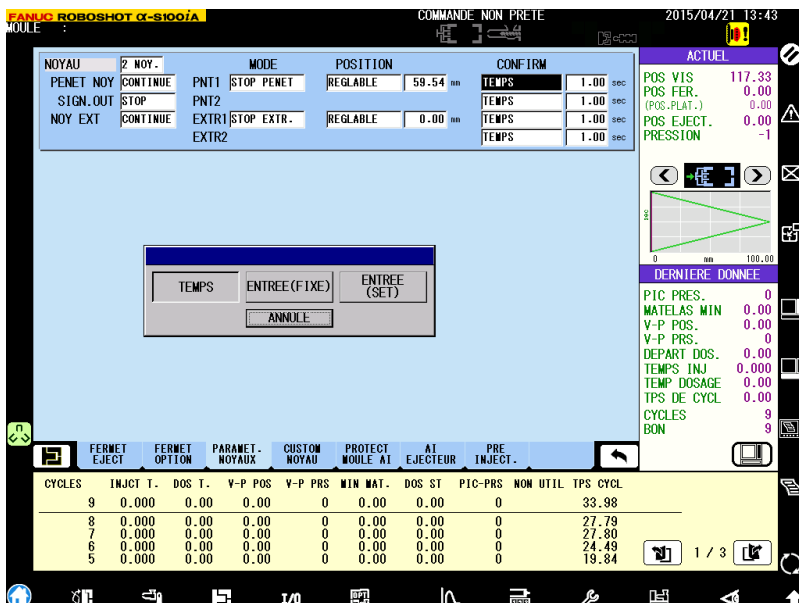 FANUC ROBOSHOT α-S100iA COMMANDE NON PRETE 2015/04/21 13:43
MOULE :
NOYAU 2 NOY. MODE POSITION CONFIRM
PENET NOY CONTINUE PNT1 STOP PENET REGLABLE 59.54 mm TEMPS 1.00 sec
SIGN.OUT STOP PNT2 TEMPS 1.00 sec
NOY EXT CONTINUE EXTR1 STOP EXTR. REGLABLE 0.00 mm TEMPS 1.00 sec
EXTR2 TEMPS 1.00 sec
ACTUEL
POS VIS 117.33
POS FER. 0.00
(POS.PLAT.) 0.00
POS EJECT. 0.00
PRESSION -1
sec
0 mm 100.00
TEMPS ENTREE(FIXE) ENTREE
(SET)
ANNULE
DERNIERE DONNEE
PIC PRES. 0
MATELAS MIN 0.00
V-P POS. 0.00
V-P PRS. 0
DEPART DOS. 0.00
TEMPS INJ 0.000
TEMP DOSAGE 0.00
TPS DE CYCL 0.00
CYCLES 9
BON 9
FERMET
EJECT
FERMET
OPTION
PARAMET.
NOYAUX
CUSTOM
NOYAU
PROTECT
MOULE AI
AI
EJECTEUR
PRE
INJECT.
CYCLES INJCT T. DOS T. V-P POS V-P PRS MIN MAT. DOS ST PIC-PRS NON UTIL TPS CYCL
9 0.000 0.00 0.00 0 0.00 0.00 0 33.98
8 0.000 0.00 0.00 0 0.00 0.00 0 27.79
7 0.000 0.00 0.00 0 0.00 0.00 0 27.80
6 0.000 0.00 0.00 0 0.00 0.00 0 24.49
5 0.000 0.00 0.00 0 0.00 0.00 0 19.84
1 / 3
I/O
OPT